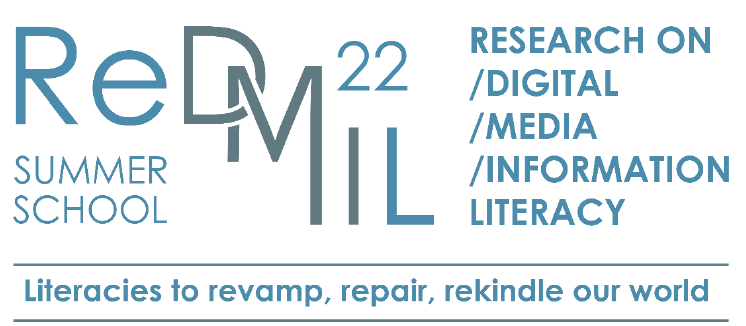 ReDMIL 22
SUMMER
SCHOOL
RESEARCH ON
/DIGITAL
/MEDIA
/INFORMATION
LITERACY
Literacies to revamp, repair, rekindle our world